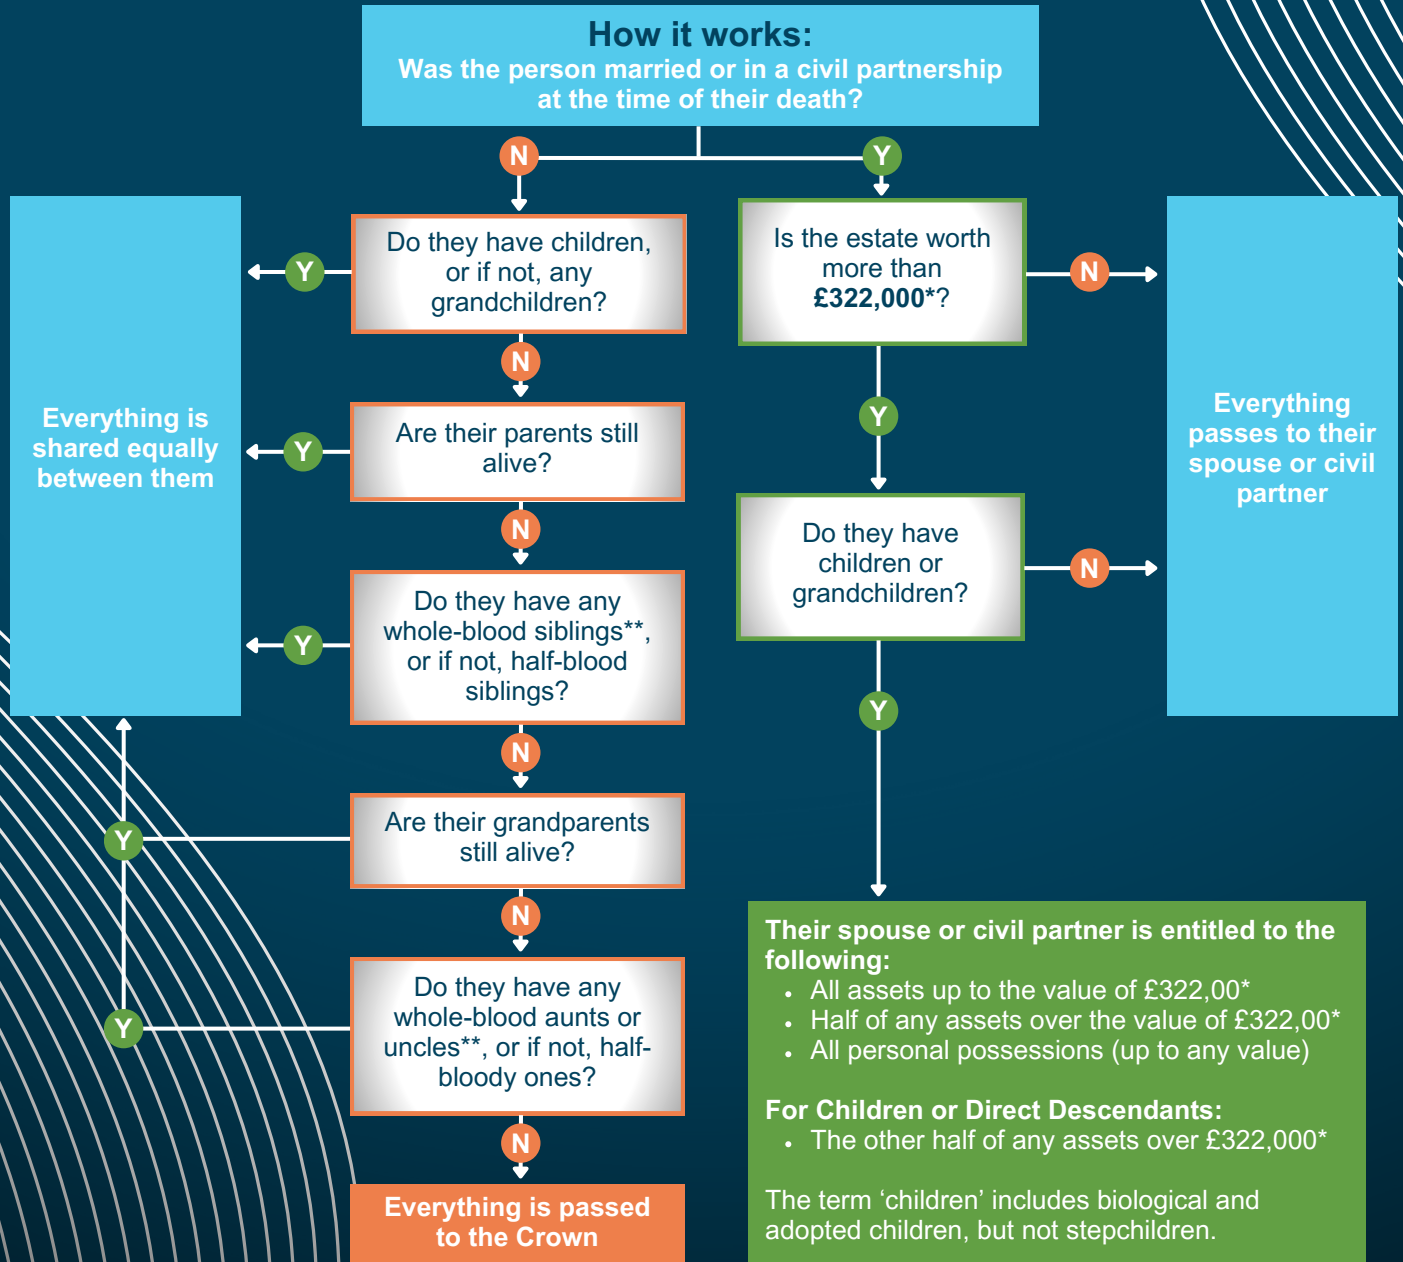 How it works:
Was the person married or in a civil partnership
at the time of their death?
N
Y
Do they have children,
or if not, any
grandchildren?
Y
Is the estate worth
more than
£322,000*?
N
N
Everything is
shared equally
between them
Y
Are their parents still
alive?
Y
Everything
passes to their
spouse or civil
partner
N
Do they have
children or
grandchildren?
N
Do they have any
whole-blood siblings**,
or if not, half-blood
siblings?
Y
Y
N
Are their grandparents
still alive?
Y
N
Do they have any
whole-blood aunts or
uncles**, or if not, half-
bloody ones?
Y
N
Everything is passed
to the Crown
Their spouse or civil partner is entitled to the
following:
• All assets up to the value of £322,00*
• Half of any assets over the value of £322,00*
• All personal possessions (up to any value)
For Children or Direct Descendants:
• The other half of any assets over £322,000*
The term ‘children’ includes biological and
adopted children, but not stepchildren.